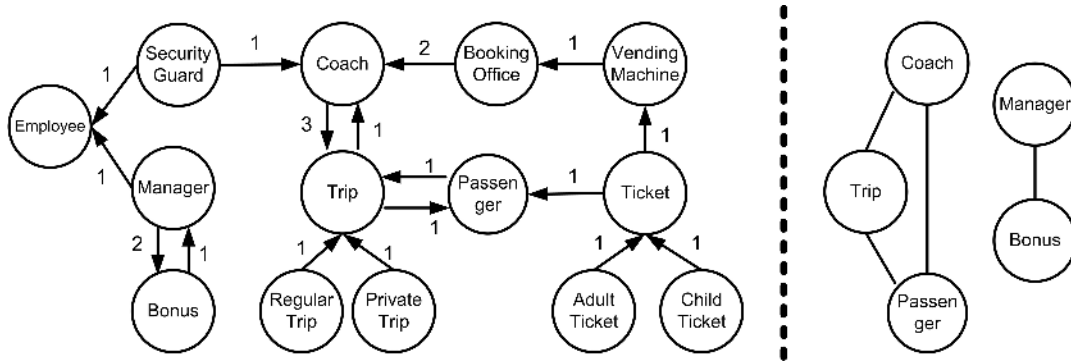 Security
Guard
1
Coach
2
Booking
Office
1
Vending
Machine
1
Employee
3
1
1
1
Manager
Trip
1
Passen
ger
1
Ticket
1
2
1
1
1
1
1
Bonus
Regular
Trip
Private
Trip
Adult
Ticket
Child
Ticket
Coach
Manager
Trip
Bonus
Passen
ger